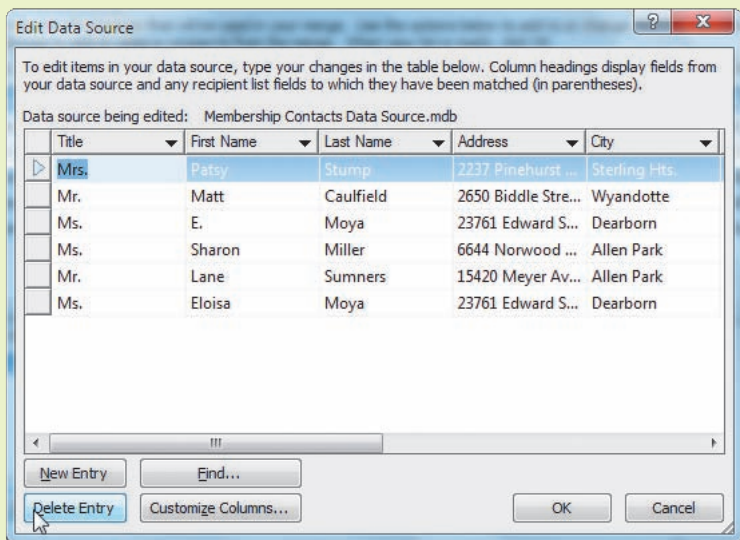 Edit Data Source
To edit items in your data source, type your changes in the table below. Column headings display fields from
your data source and any recipient list fields to which they have been matched (in parentheses).
Data source being edited: Membership Contacts Data Source.mdb
Title First Name Last Name Address City
Mrs. Patsy Stump 2237 Pinehurst ... Sterling Hts.
Mr. Matt Caulfield 2650 Biddle Stre... Wyandotte
Ms. E. Moya 23761 Edward S... Dearborn
Ms. Sharon Miller 6644 Norwood ... Allen Park
Mr. Lane Sumners 15420 Meyer Av... Allen Park
Ms. Eloisa Moya 23761 Edward S... Dearborn
New Entry Find...
Delete Entry Customize Columns... OK Cancel